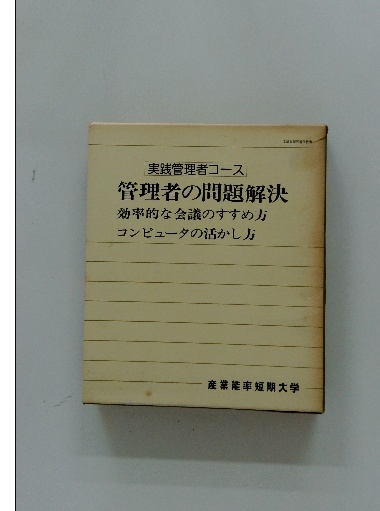 実践管理者コース
管理者の問題解決
効率的な会議のすすめ方
コンピュータの活かし方
産業能率短期大学